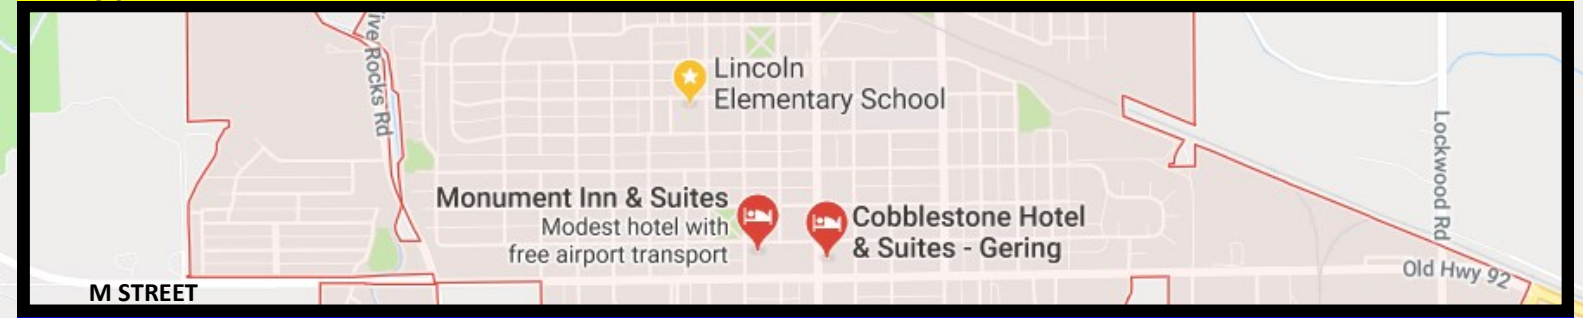 ive Rocks Rd
Lincoln
Elementary School
Lockwood Rd
Monument Inn & Suites
Modest hotel with
free airport transport
Cobblestone Hotel
& Suites - Gering
Old Hwy 92
M STREET